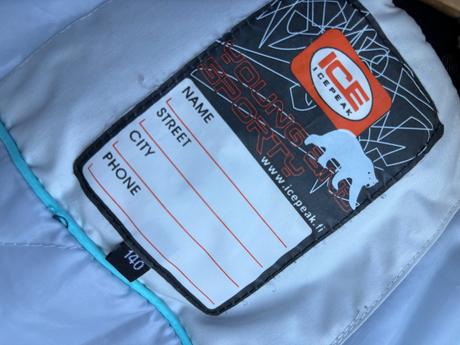 ICE
ICEPEAK
YOUNG AND
SPORTY
www.icepeak.fi
NAME
STREET
CITY
PHONE
140